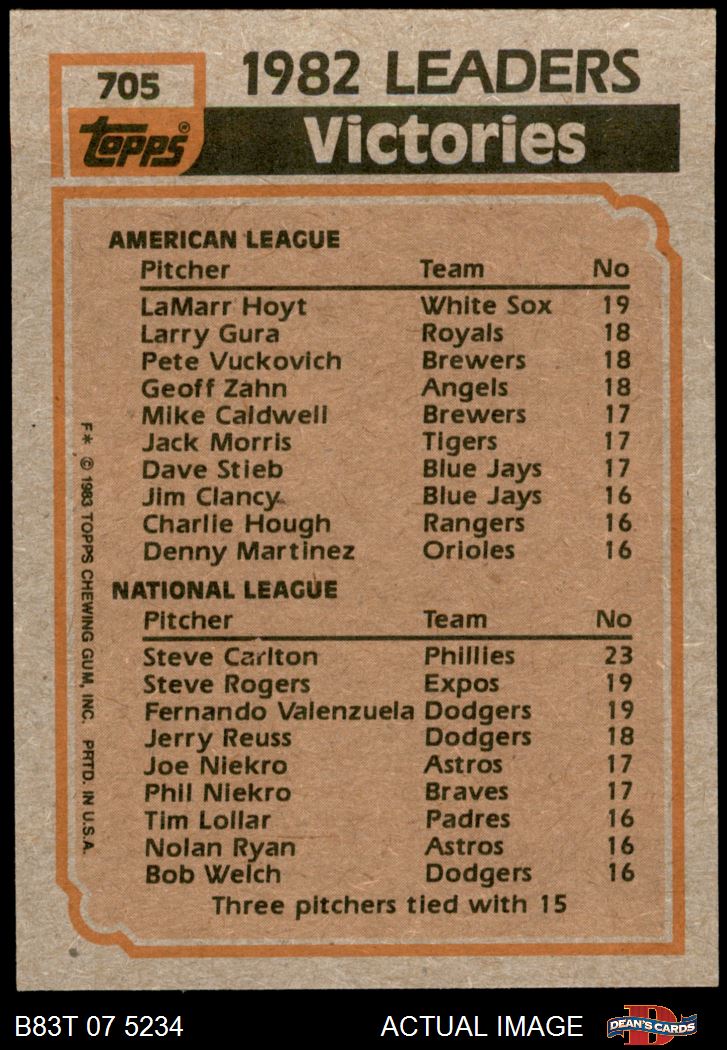 705
1982 LEADERS
Topps®
Victories
AMERICAN LEAGUE
Pitcher Team No
LaMarr Hoyt White Sox 19
Larry Gura Royals 18
Pete Vuckovich Brewers 18
Geoff Zahn Angels 18
Mike Caldwell Brewers 17
Jack Morris Tigers 17
Dave Stieb Blue Jays 17
Jim Clancy Blue Jays 16
Charlie Hough Rangers 16
Denny Martinez Orioles 16
NATIONAL LEAGUE
Pitcher Team No
Steve Carlton Phillies 23
Steve Rogers Expos 19
Fernando Valenzuela Dodgers 19
Jerry Reuss Dodgers 18
Joe Niekro Astros 17
Phil Niekro Braves 17
Tim Lollar Padres 16
Nolan Ryan Astros 16
Bob Welch Dodgers 16
Three pitchers tied with 15
F* © 1983 TOPPS CHEWING GUM, INC. PRTD. IN U.S.A.
B83T 07 5234 ACTUAL IMAGE
D
DEAN'S CARDS